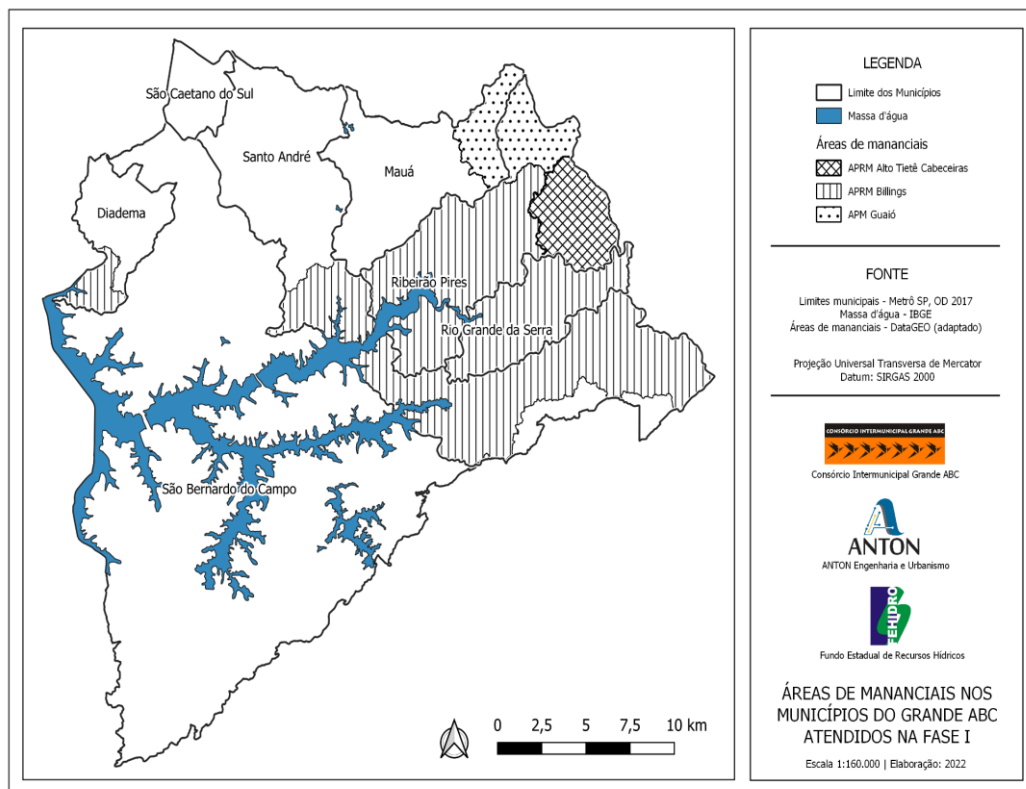 São Caetano do Sul
Santo André
Mauá
Diadema
Ribeirão Pires
Rio Grande da Serra
São Bernardo do Campo
0 2,5 5 7,5 10 km
LEGENDA
Limite dos Municípios
Massa d'água
Áreas de mananciais
APRM Alto Tietê Cabeceiras
APRM Billings
APM Guaió
FONTE
Limites municipais - Metrô SP, OD 2017
Massa d'água - IBGE
Áreas de mananciais - DataGEO (adaptado)
Projeção Universal Transversa de Mercator
Datum: SIRGAS 2000
CONSÓRCIO INTERMUNICIPAL GRANDE ABC
Consórcio Intermunicipal Grande ABC
ANTON
ANTON Engenharia e Urbanismo
FEHIDRO
Fundo Estadual de Recursos Hídricos
ÁREAS DE MANANCIAIS NOS
MUNICÍPIOS DO GRANDE ABC
ATENDIDOS NA FASE I
Escala 1:160.000 | Elaboração: 2022